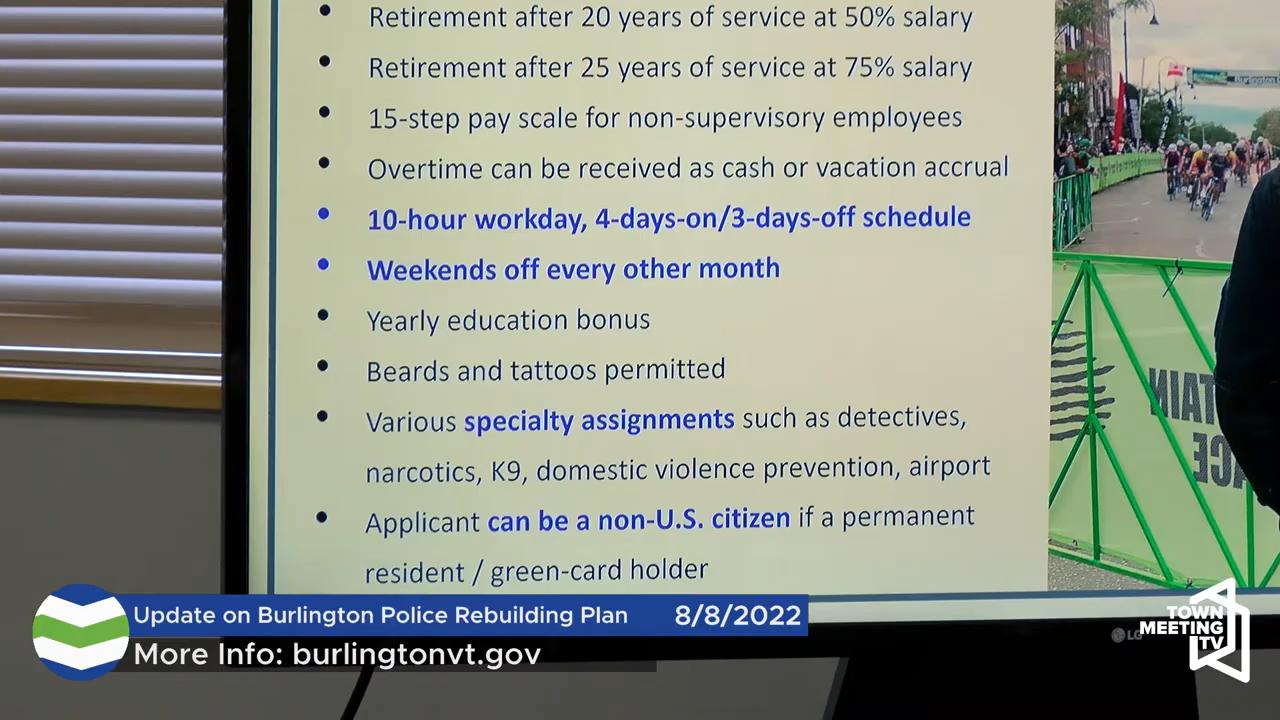 • Retirement after 20 years of service at 50% salary
• Retirement after 25 years of service at 75% salary
• 15-step pay scale for non-supervisory employees
• Overtime can be received as cash or vacation accrual
• 10-hour workday, 4-days-on/3-days-off schedule
• Weekends off every other month
• Yearly education bonus
• Beards and tattoos permitted
• Various specialty assignments such as detectives,
narcotics, K9, domestic violence prevention, airport
• Applicant can be a non-U.S. citizen if a permanent
resident / green-card holder
Burlington
Update on Burlington Police Rebuilding Plan 8/8/2022
More Info: burlingtonvt.gov
LG
TOWN
MEETING
TV